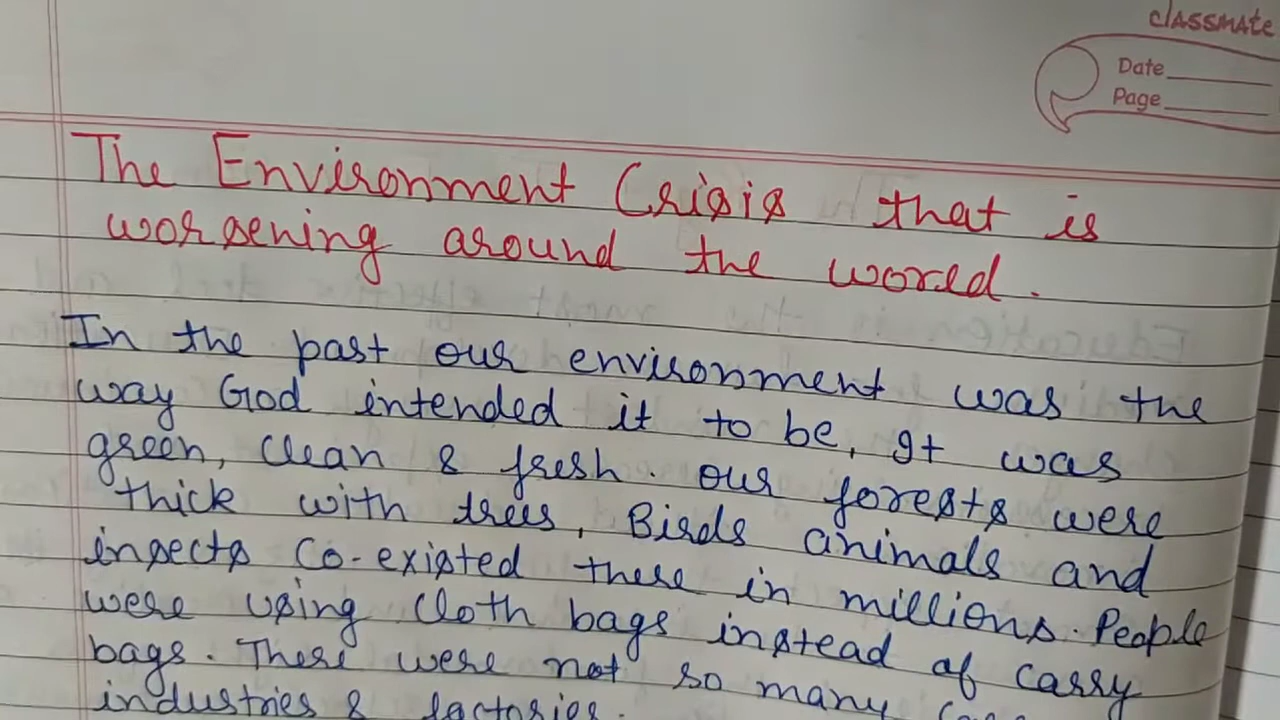 classmate
Date
Page
The Environment Crisis that is
worsening around the world.
In the past our environment was the
way God intended it to be, It was
green, clean & fresh. Our forests were
thick with trees, Birds animals and
insects Co-existed there in millions. People
were using cloth bags instead of carry
bags. There were not so many
industries & factories.